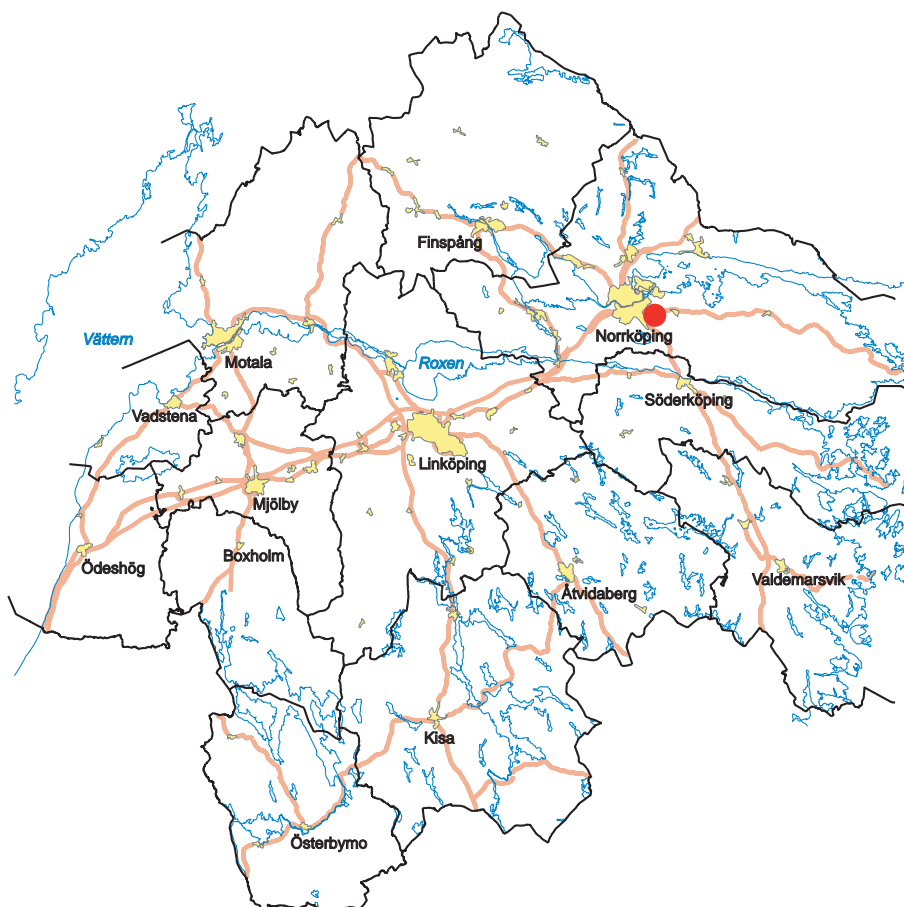 Finspång
Norrköping
Vättern
Motala
Roxen
Söderköping
Vadstena
Linköping
Mjölby
Boxholm
Ödeshög
Valdemarsvik
Åtvidaberg
Kisa
Österbymo